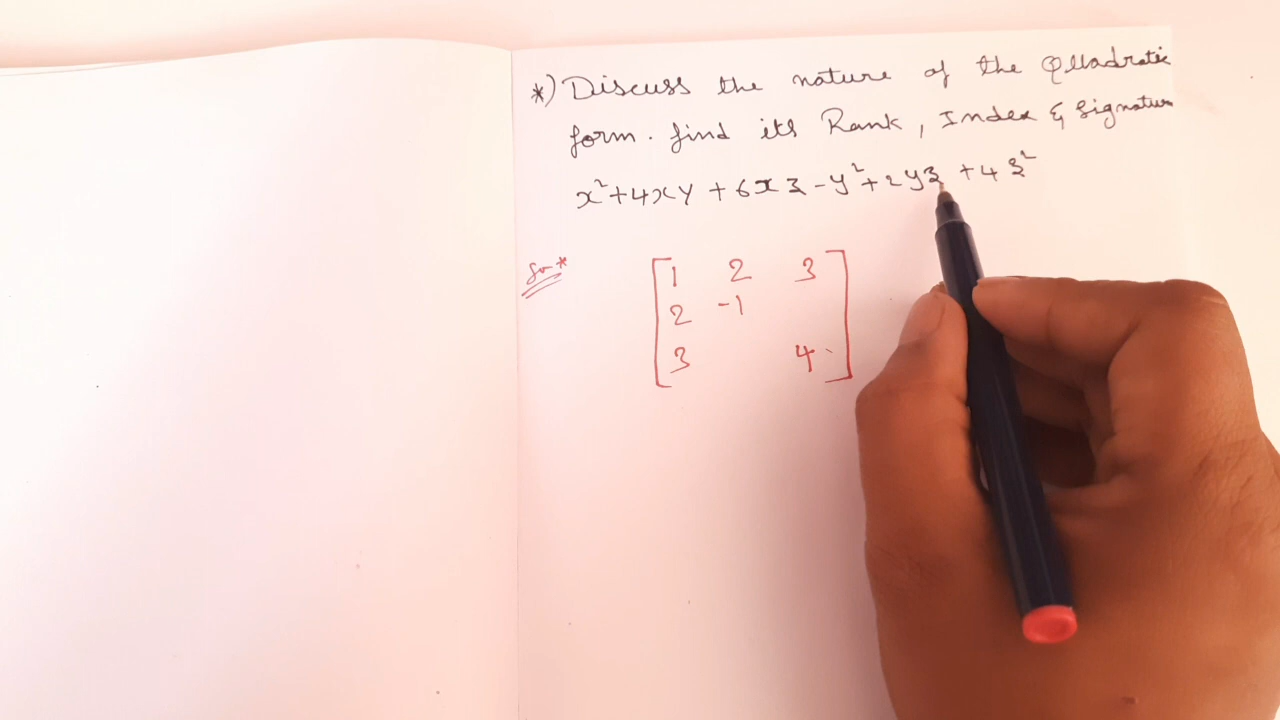 *) Discuss the nature of the Quadratic
form. find its Rank, Index & Signature
x²+4xy + 6xz - y²+2yz +4z²
Son*
1 2 3
2 -1
3 4